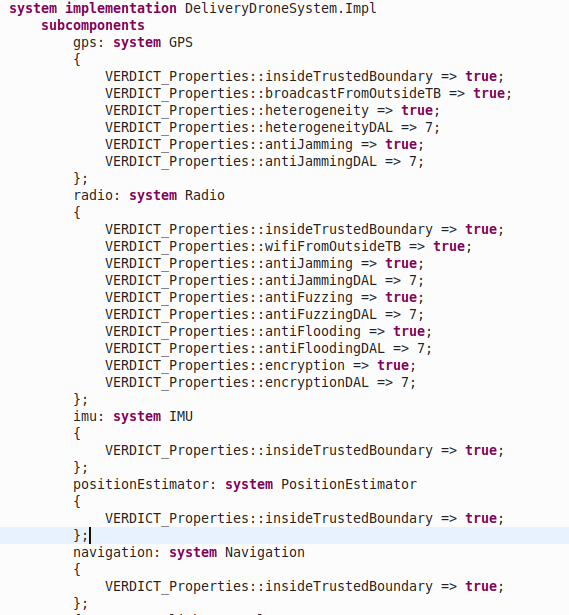 system implementation DeliveryDroneSystem.Impl
subcomponents
gps: system GPS
{
VERDICT_Properties::insideTrustedBoundary => true;
VERDICT_Properties::broadcastFromOutsideTB => true;
VERDICT_Properties::heterogeneity => true;
VERDICT_Properties::heterogeneityDAL => 7;
VERDICT_Properties::antiJamming => true;
VERDICT_Properties::antiJammingDAL => 7;
};
radio: system Radio
{
VERDICT_Properties::insideTrustedBoundary => true;
VERDICT_Properties::wifiFromOutsideTB => true;
VERDICT_Properties::antiJamming => true;
VERDICT_Properties::antiJammingDAL => 7;
VERDICT_Properties::antiFuzzing => true;
VERDICT_Properties::antiFuzzingDAL => 7;
VERDICT_Properties::antiFlooding => true;
VERDICT_Properties::antiFloodingDAL => 7;
VERDICT_Properties::encryption => true;
VERDICT_Properties::encryptionDAL => 7;
};
imu: system IMU
{
VERDICT_Properties::insideTrustedBoundary => true;
};
positionEstimator: system PositionEstimator
{
VERDICT_Properties::insideTrustedBoundary => true;
};
navigation: system Navigation
{
VERDICT_Properties::insideTrustedBoundary => true;
};